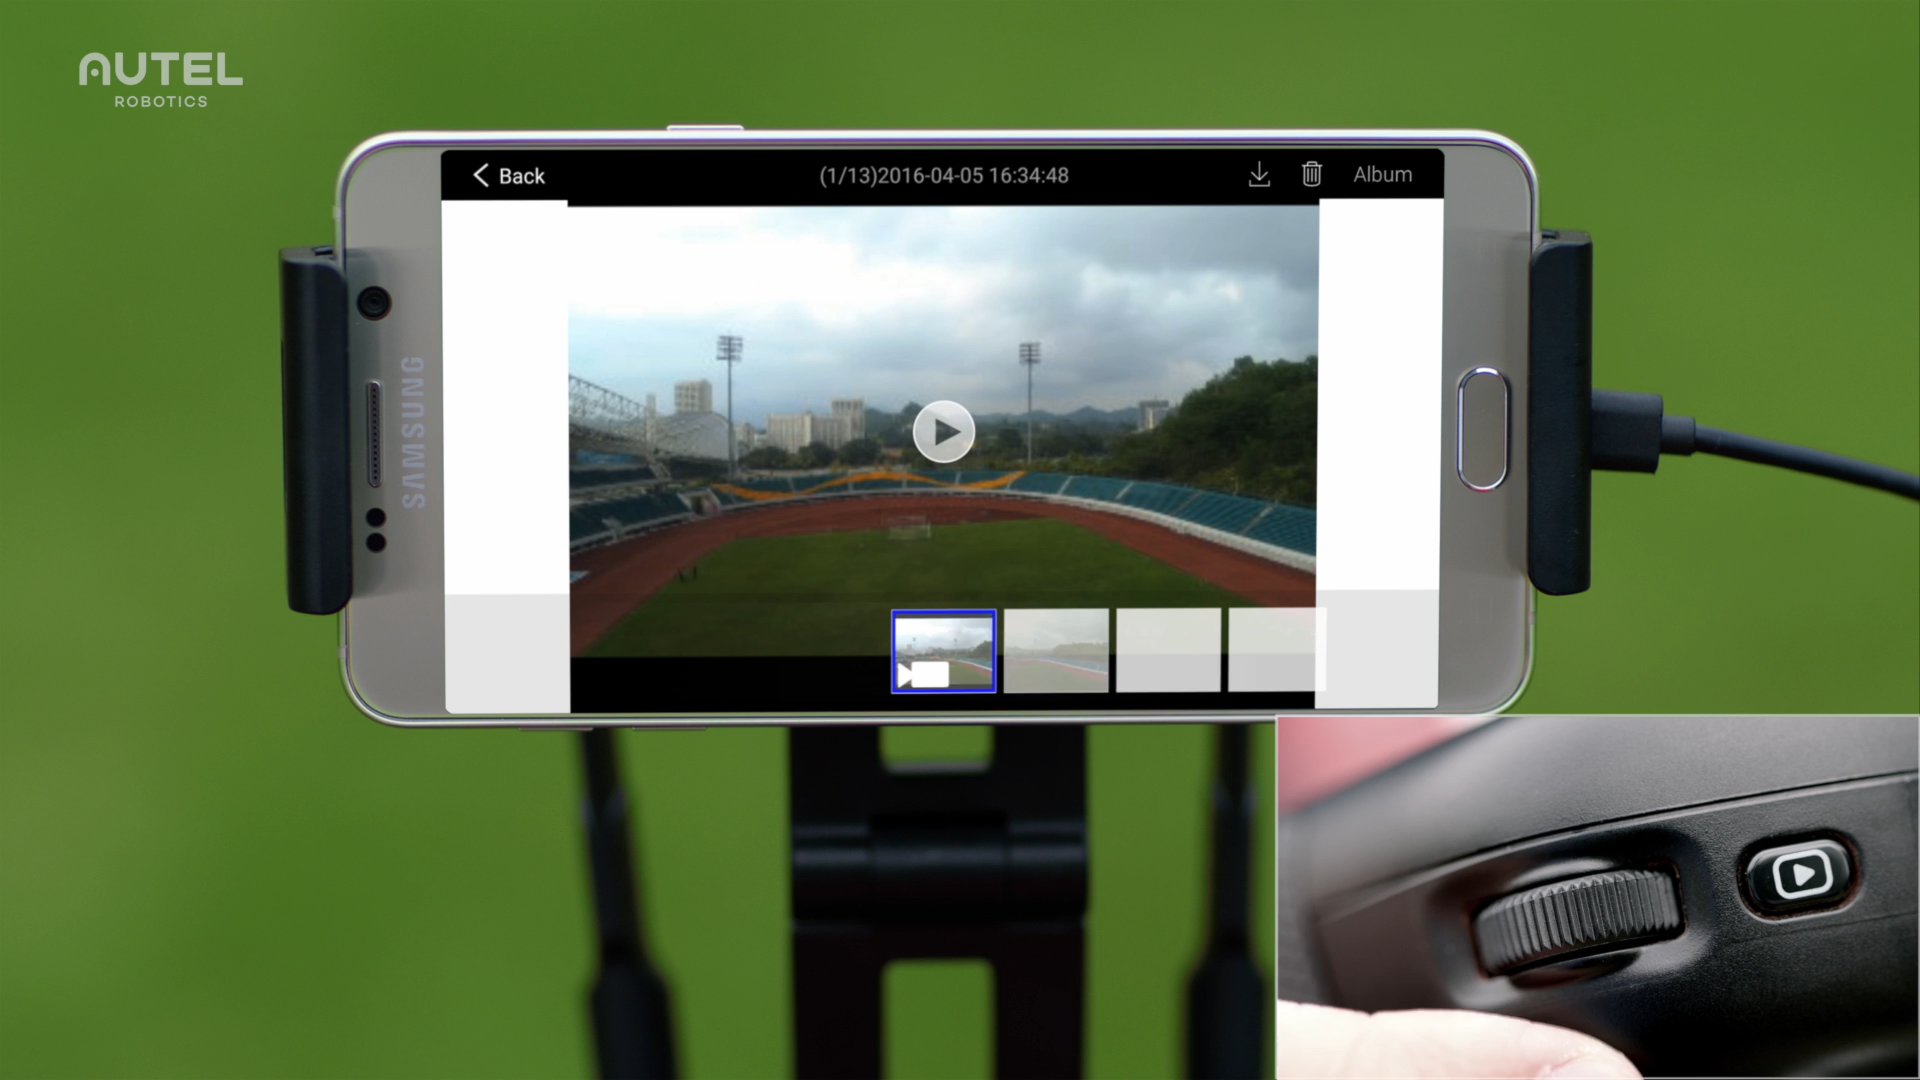 AUTEL
ROBOTICS
Back
(1/13)2016-04-05 16:34:48
Album
SAMSUNG